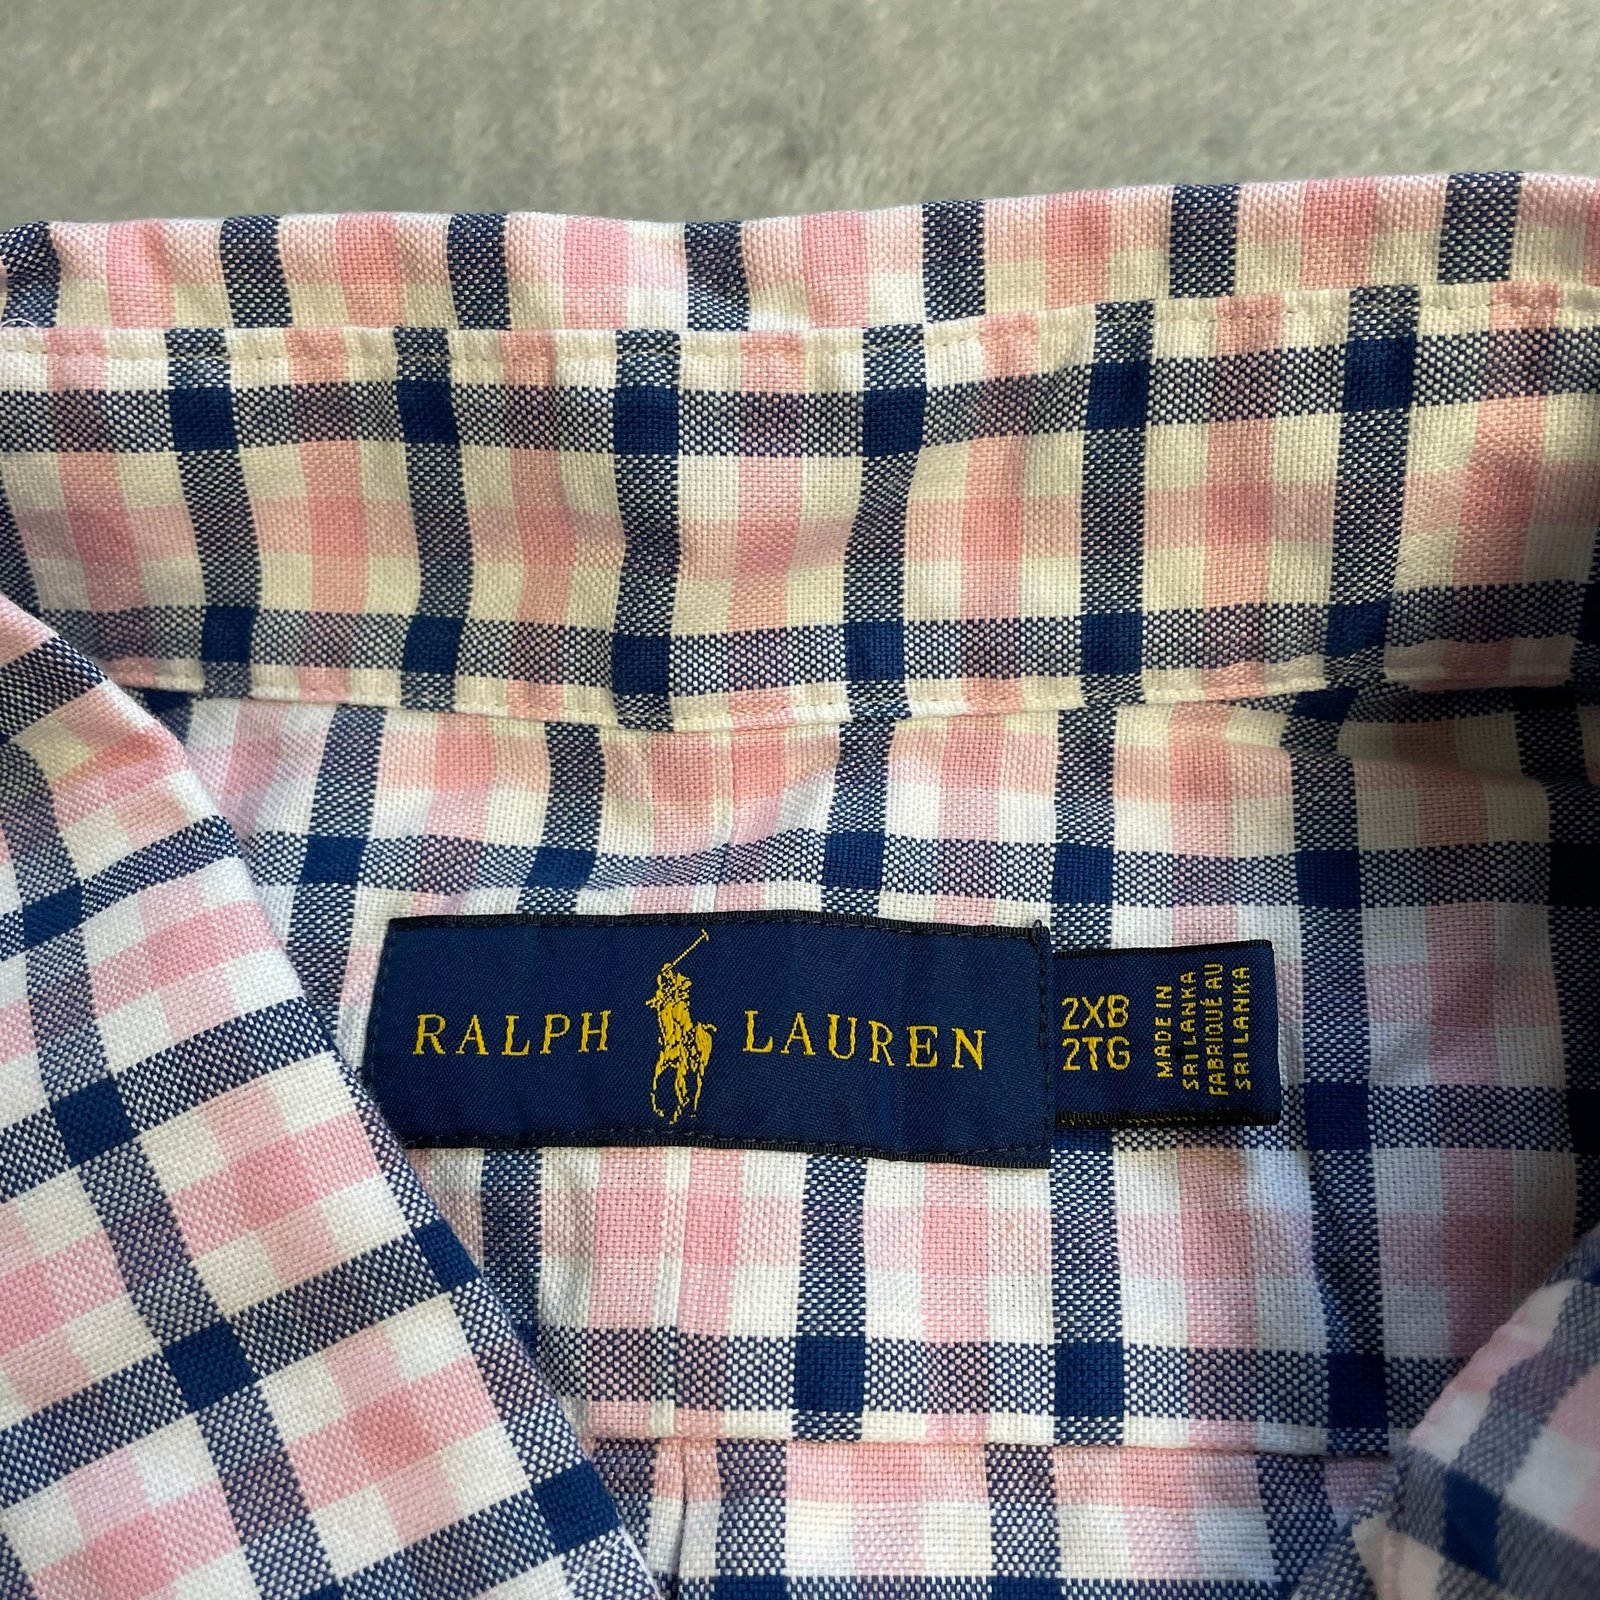 RALPH LAUREN
2XB
2TG
MADE IN
SRI LANKA
FABRIQUÉ AU
SRI LANKA